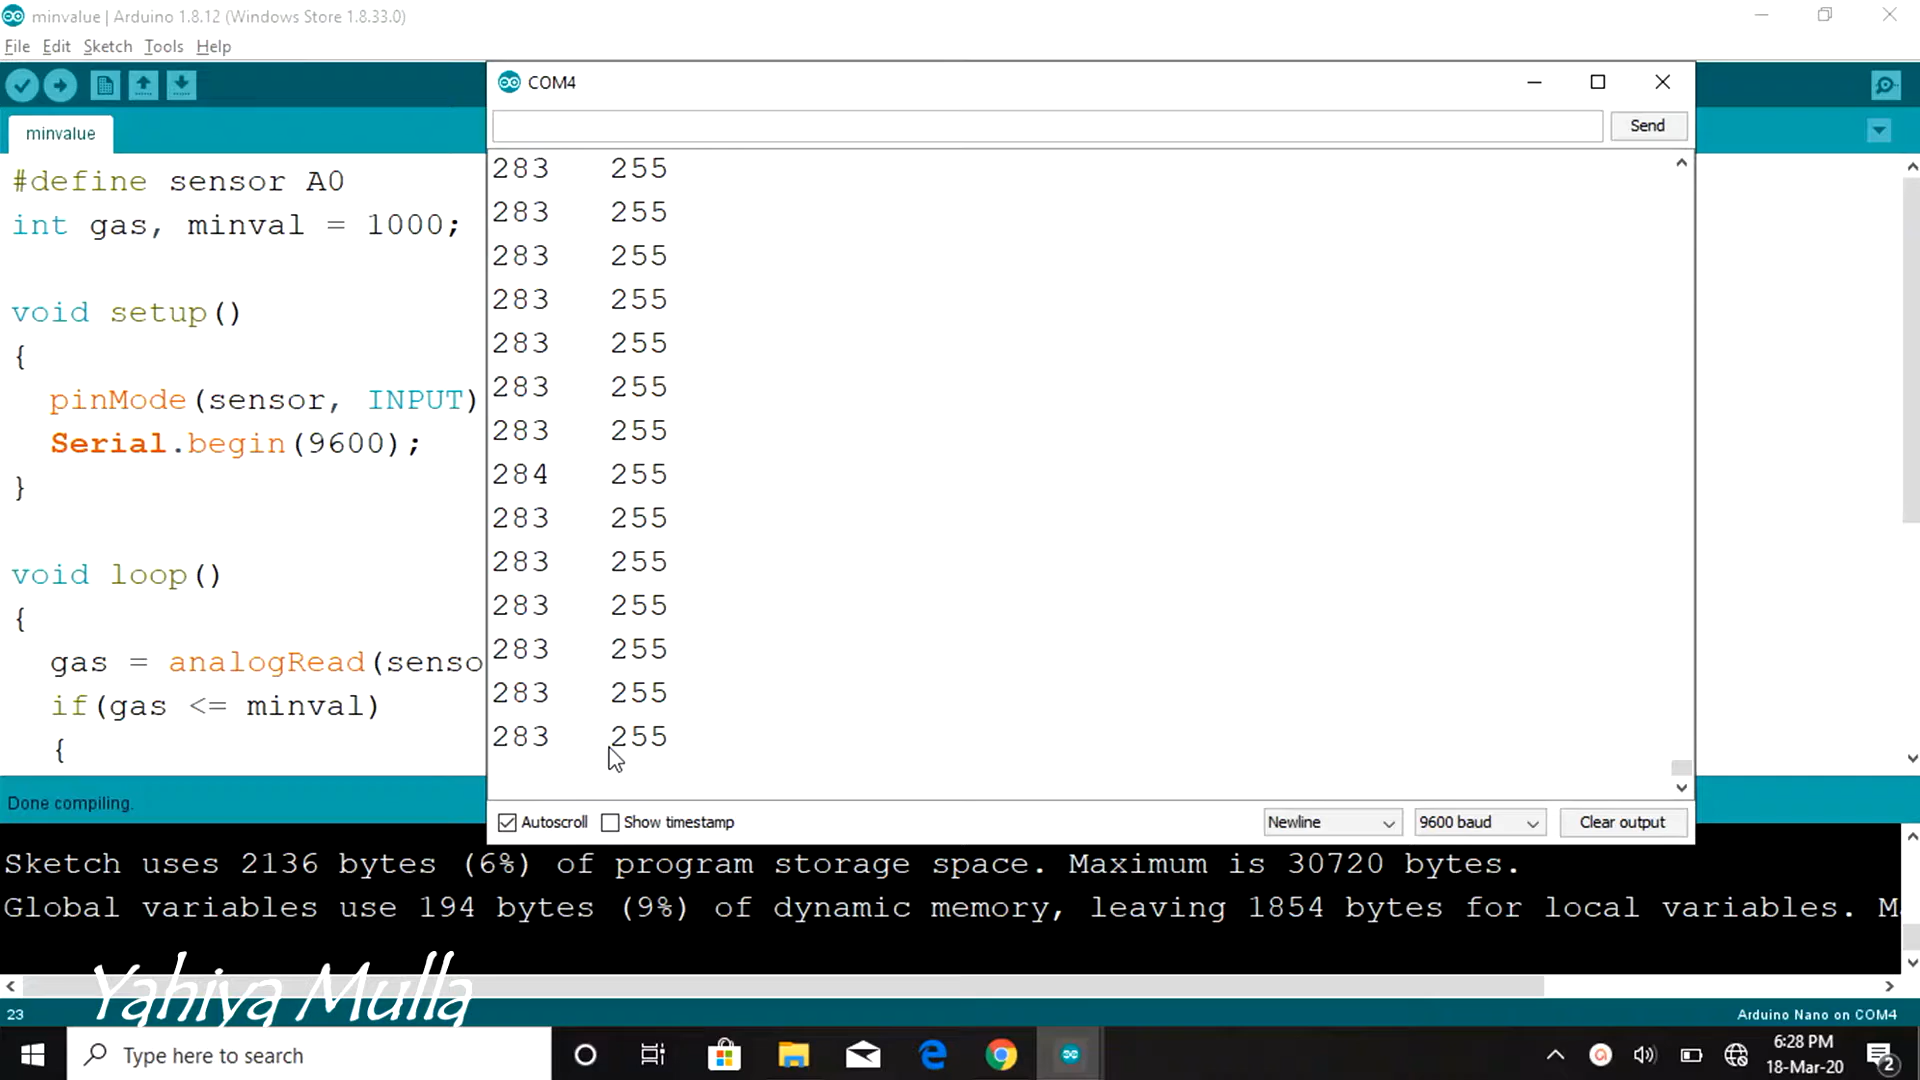 minvalue | Arduino 1.8.12 (Windows Store 1.8.33.0)
File Edit Sketch Tools Help
COM4
Send
minvalue
#define sensor A0
int gas, minval = 1000;
void setup()
{
pinMode(sensor, INPUT)
Serial.begin(9600);
}
void loop()
{
gas = analogRead(senso
if(gas <= minval)
{
283 255
283 255
283 255
283 255
283 255
283 255
283 255
284 255
283 255
283 255
283 255
283 255
283 255
283 255
Autoscroll Show timestamp Newline 9600 baud Clear output
Done compiling.
Sketch uses 2136 bytes (6%) of program storage space. Maximum is 30720 bytes.
Global variables use 194 bytes (9%) of dynamic memory, leaving 1854 bytes for local variables. M
Yahiya Mulla
23
Arduino Nano on COM4
Type here to search
6:28 PM
18-Mar-20
2